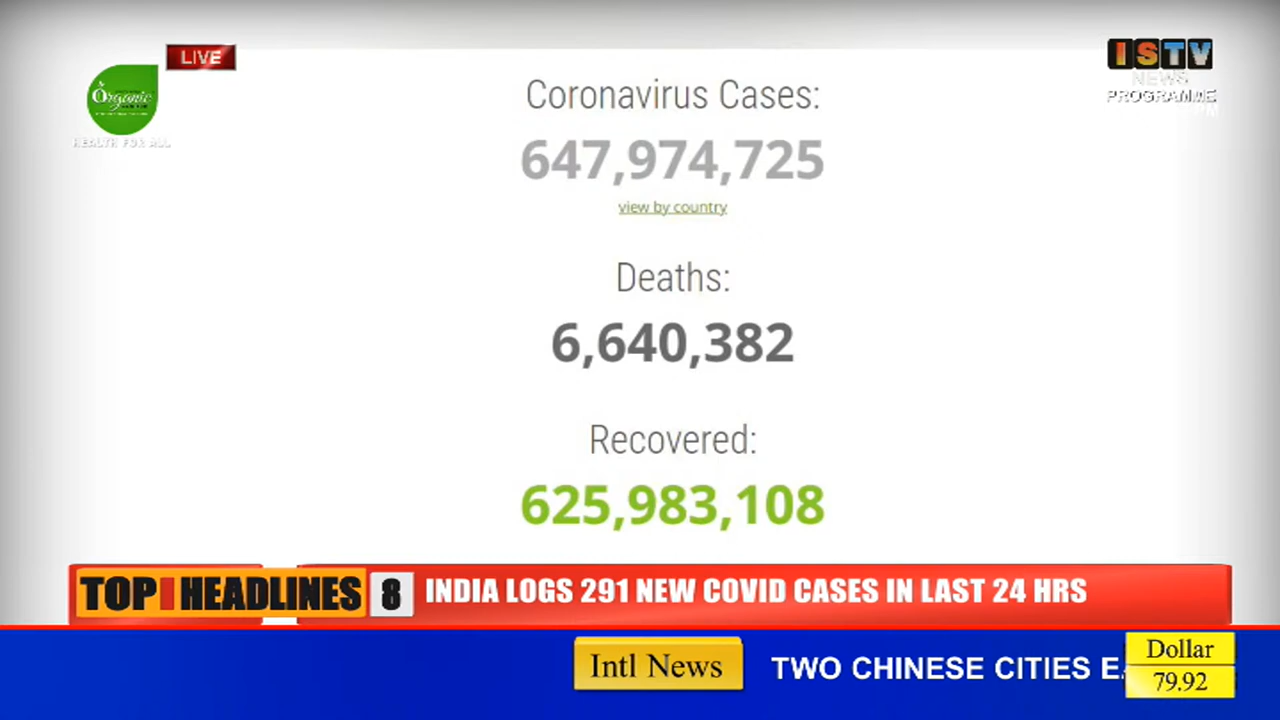 LIVE
Organic
HEALTH FOR ALL
ISTV
NEWS
PROGRAMME
Coronavirus Cases:
647,974,725
view by country
Deaths:
6,640,382
Recovered:
625,983,108
TOP HEADLINES 8 INDIA LOGS 291 NEW COVID CASES IN LAST 24 HRS
Intl News TWO CHINESE CITIES
Dollar
79.92